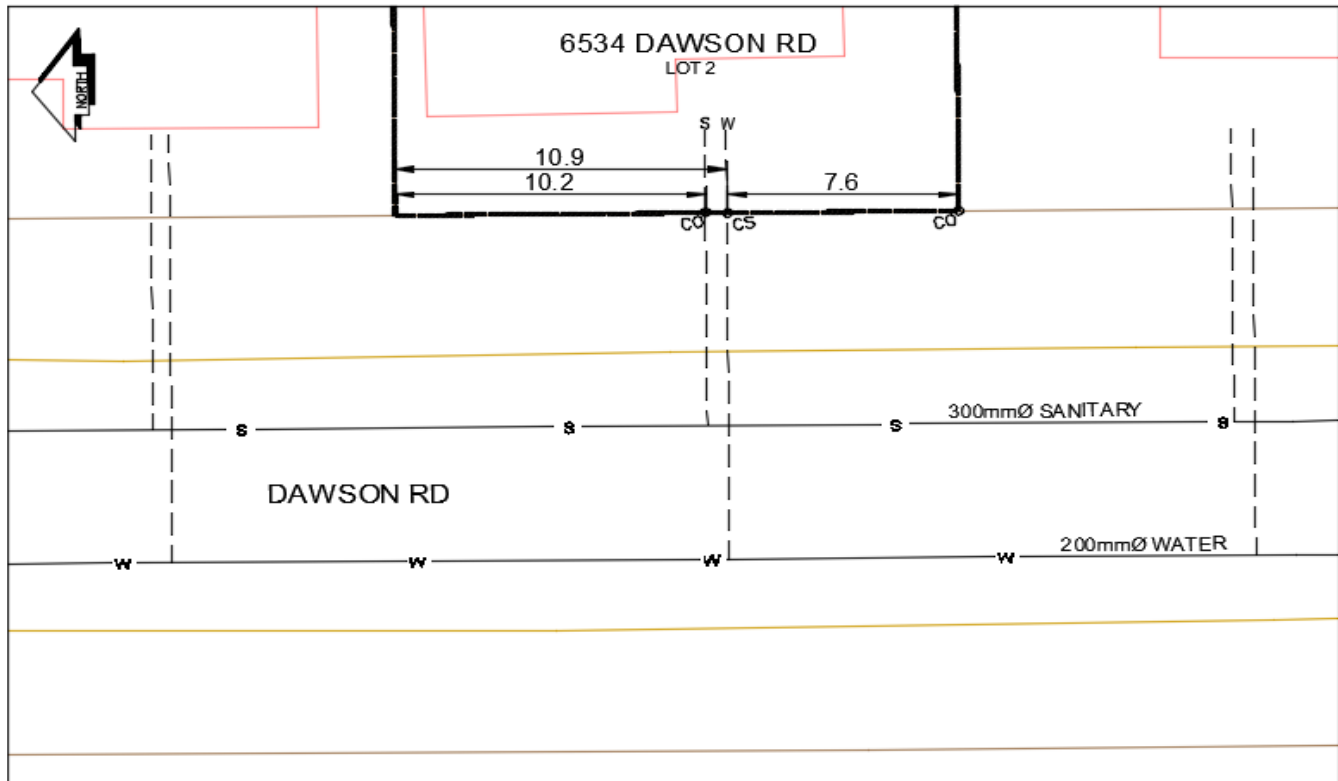 6534 DAWSON RD
LOT 2
NORTH
S W
10.9
10.2 7.6
CO CS CO
300mmØ SANITARY
S S S S
DAWSON RD
200mmØ WATER
W W W W